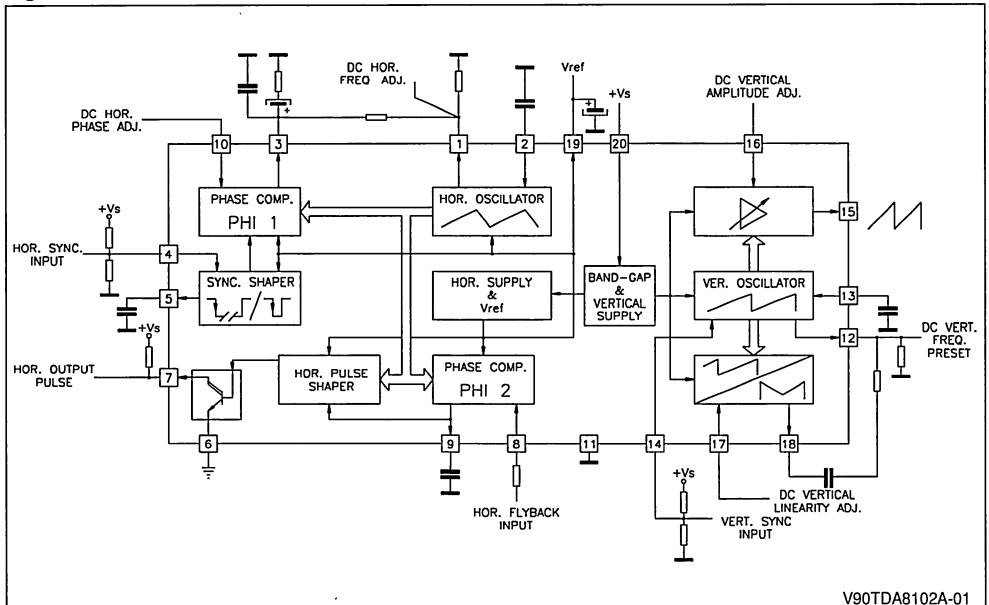 DC HOR.
FREQ ADJ.
Vref
+Vs
DC VERTICAL
AMPLITUDE ADJ.
DC HOR.
PHASE ADJ.
10
3
1
2
19
20
16
PHASE COMP.
PHI 1
HOR. OSCILLATOR
15
+Vs
HOR. SYNC.
INPUT
4
SYNC. SHAPER
5
HOR. SUPPLY
&
Vref
BAND-GAP
&
VERTICAL
SUPPLY
VER. OSCILLATOR
13
12
DC VERT.
FREQ.
PRESET
+Vs
HOR. OUTPUT
PULSE
7
HOR. PULSE
SHAPER
PHASE COMP.
PHI 2
6
9
8
11
14
17
18
+Vs
HOR. FLYBACK
INPUT
DC VERTICAL
LINEARITY ADJ.
VERT. SYNC
INPUT
V90TDA8102A-01